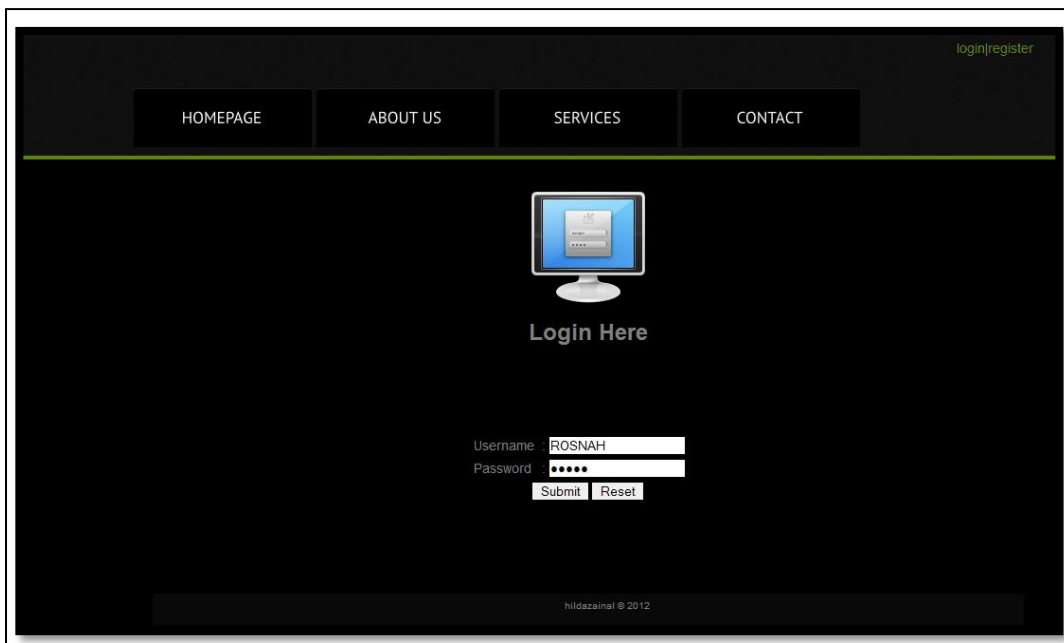 login|register
HOMEPAGE ABOUT US SERVICES CONTACT
Login Here
Username : ROSNAH
Password : •••••
Submit Reset
hildazainal © 2012